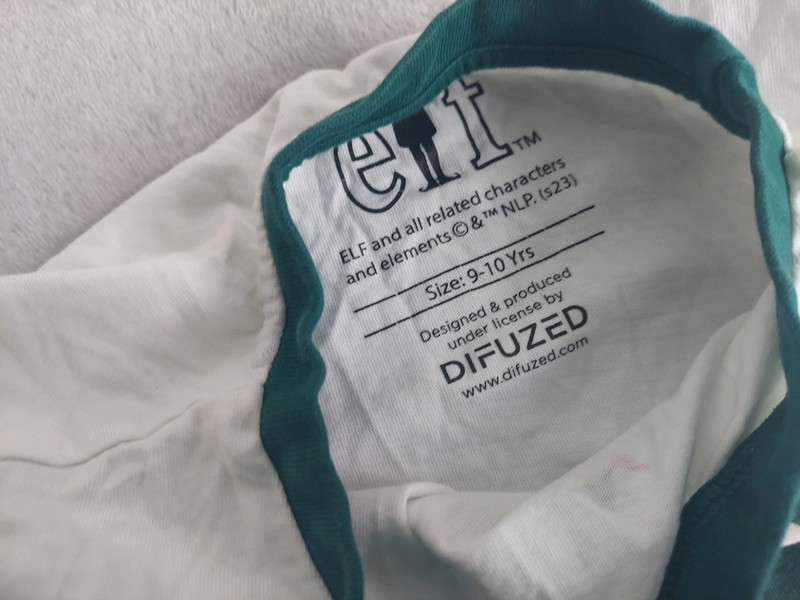 elf™
ELF and all related characters
and elements © &™ NLP. (s23)
Size: 9-10 Yrs
Designed & produced
under license by
DIFUZED
www.difuzed.com